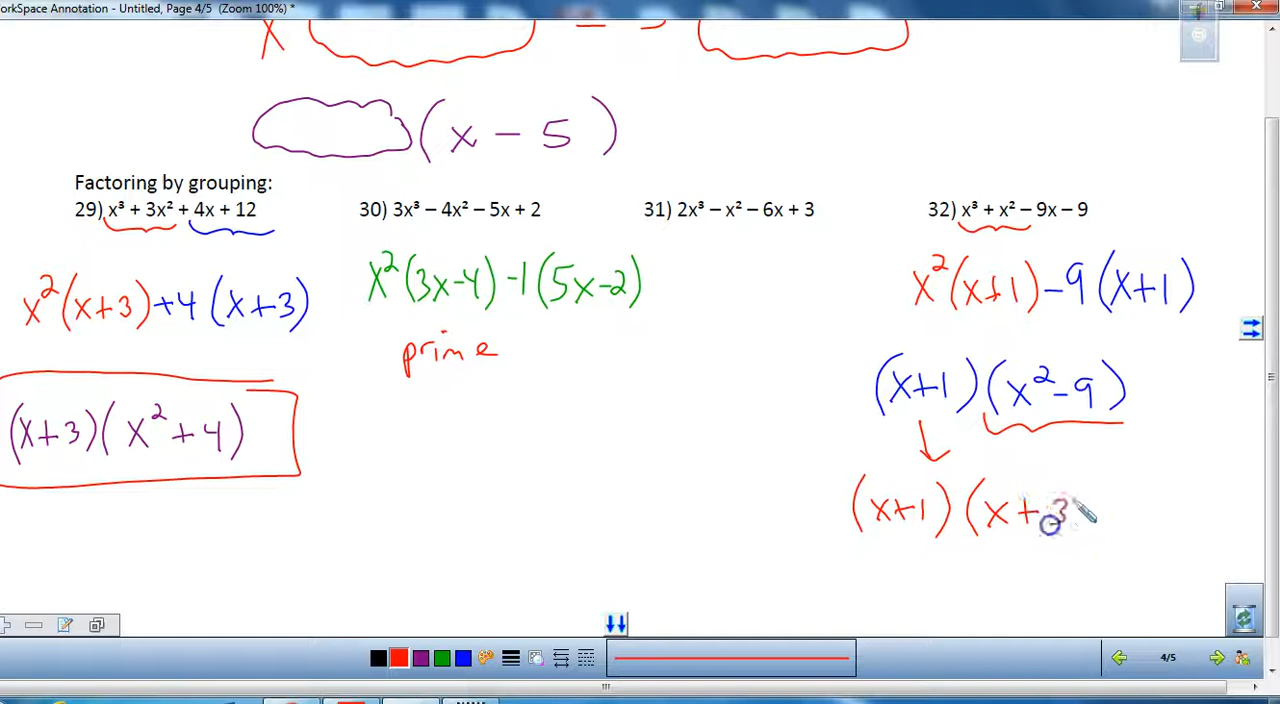 orkSpace Annotation - Untitled, Page 4/5 (Zoom 100%) *
x
(x - 5)
Factoring by grouping:
29) x³ + 3x² + 4x + 12
30) 3x³ – 4x² – 5x + 2
31) 2x³ – x² – 6x + 3
32) x³ + x² – 9x – 9
x²(x+3)+4(x+3)
x²(3x-4)-1(5x-2)
x²(x+1)-9(x+1)
prime
(x+1)(x²-9)
(x+3)(x²+4)
(x+1)(x+3
4/5